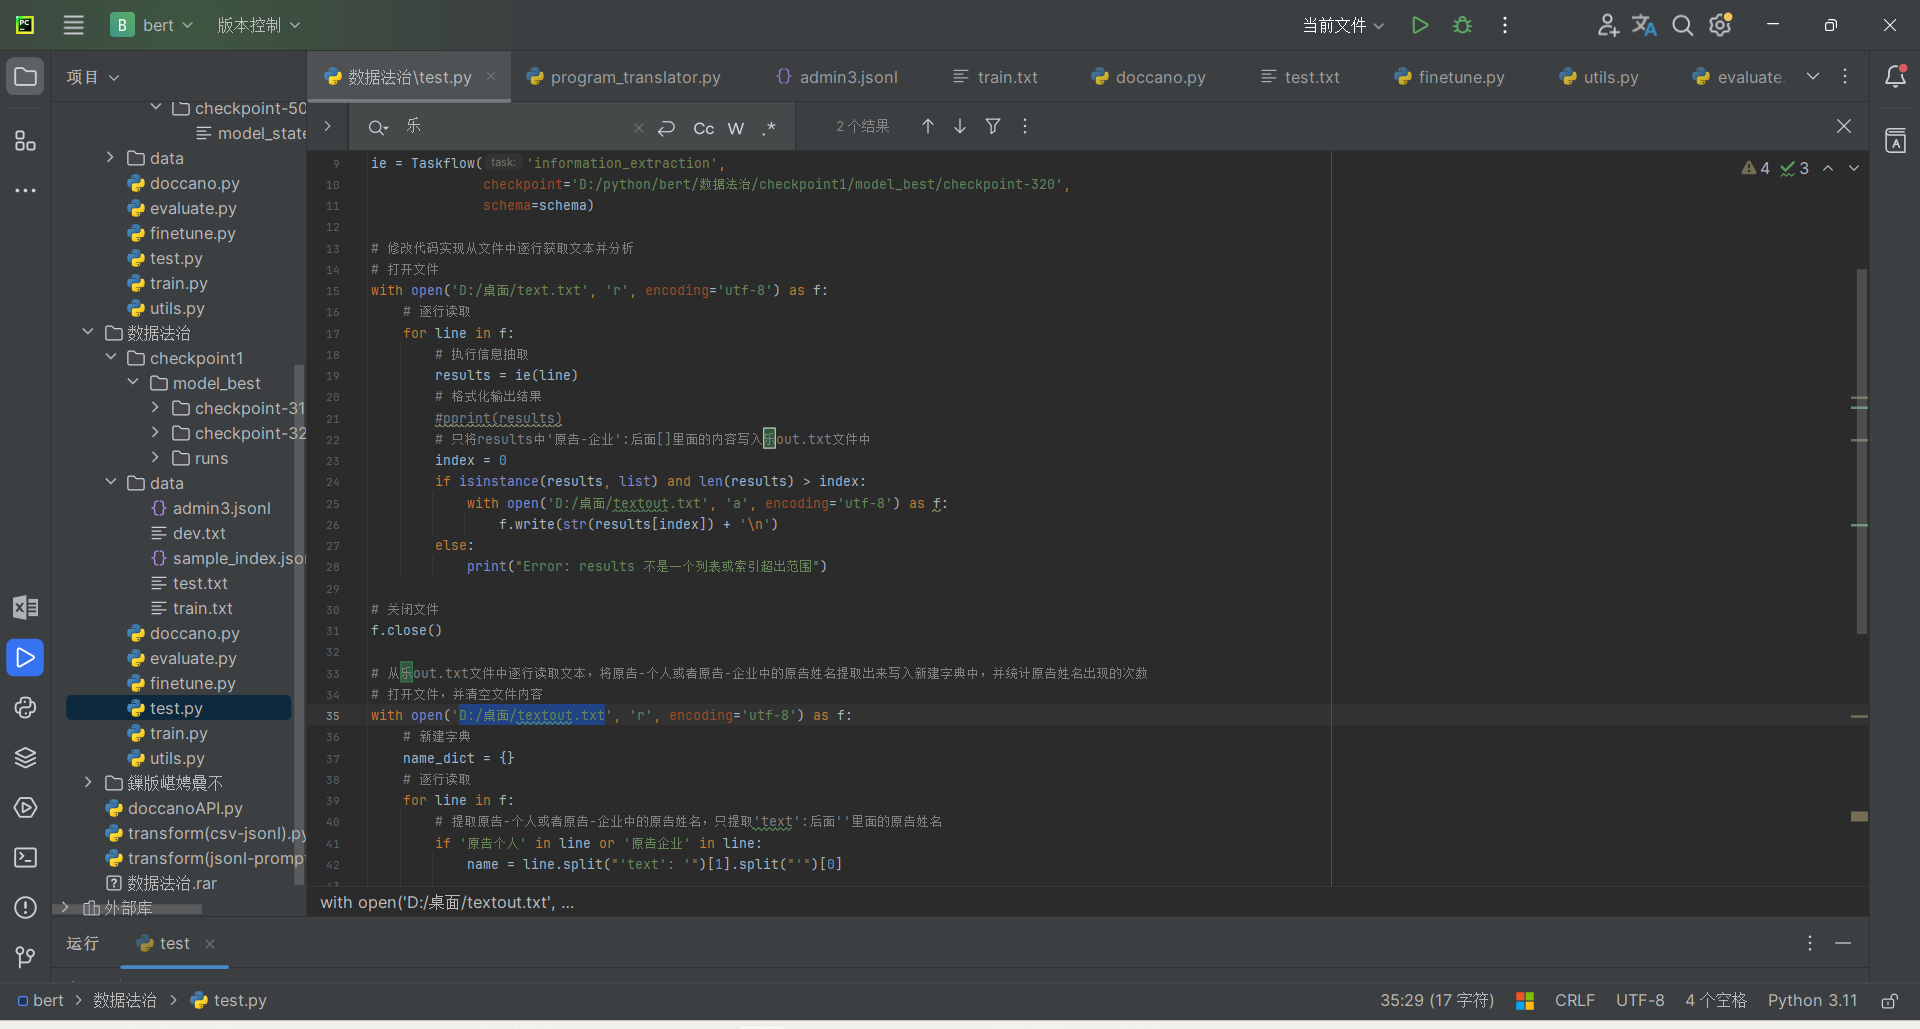 PC
B bert 版本控制
当前文件
项目
数据法治\test.py
program_translator.py
admin3.jsonl
train.txt
doccano.py
test.txt
finetune.py
utils.py
evaluate.
checkpoint-50
model_state
data
doccano.py
evaluate.py
finetune.py
test.py
train.py
utils.py
数据法治
checkpoint1
model_best
checkpoint-31
checkpoint-32
runs
data
admin3.jsonl
dev.txt
sample_index.jso
test.txt
train.txt
doccano.py
evaluate.py
finetune.py
test.py
train.py
utils.py
doccanoAPI.py
transform(csv-jsonl).py
transform(jsonl-promp
数据法治.rar
外部库
乐
Cc W .*
2 个结果
4 3
9 ie = Taskflow( task: 'information_extraction',
10 checkpoint='D:/python/bert/数据法治/checkpoint1/model_best/checkpoint-320',
11 schema=schema)
12
13 # 修改代码实现从文件中逐行获取文本并分析
14 # 打开文件
15 with open('D:/桌面/text.txt', 'r', encoding='utf-8') as f:
16 # 逐行读取
17 for line in f:
18 # 执行信息抽取
19 results = ie(line)
20 # 格式化输出结果
21 #pprint(results)
22 # 只将results中'原告-企业':后面[]里面的内容写入乐out.txt文件中
23 index = 0
24 if isinstance(results, list) and len(results) > index:
25 with open('D:/桌面/textout.txt', 'a', encoding='utf-8') as f:
26 f.write(str(results[index]) + '\n')
27 else:
28 print("Error: results 不是一个列表或索引超出范围")
29
30 # 关闭文件
31 f.close()
32
33 # 从乐out.txt文件中逐行读取文本，将原告-个人或者原告-企业中的原告姓名提取出来写入新建字典中，并统计原告姓名出现的次数
34 # 打开文件，并清空文件内容
35 with open('D:/桌面/textout.txt', 'r', encoding='utf-8') as f:
36 # 新建字典
37 name_dict = {}
38 # 逐行读取
39 for line in f:
40 # 提取原告-个人或者原告-企业中的原告姓名，只提取'text':后面''里面的原告姓名
41 if '原告个人' in line or '原告企业' in line:
42 name = line.split("'text': '")[1].split("'")[0]
with open('D:/桌面/textout.txt', ...
运行
test
bert > 数据法治 > test.py
35:29 (17 字符)
CRLF
UTF-8
4 个空格
Python 3.11